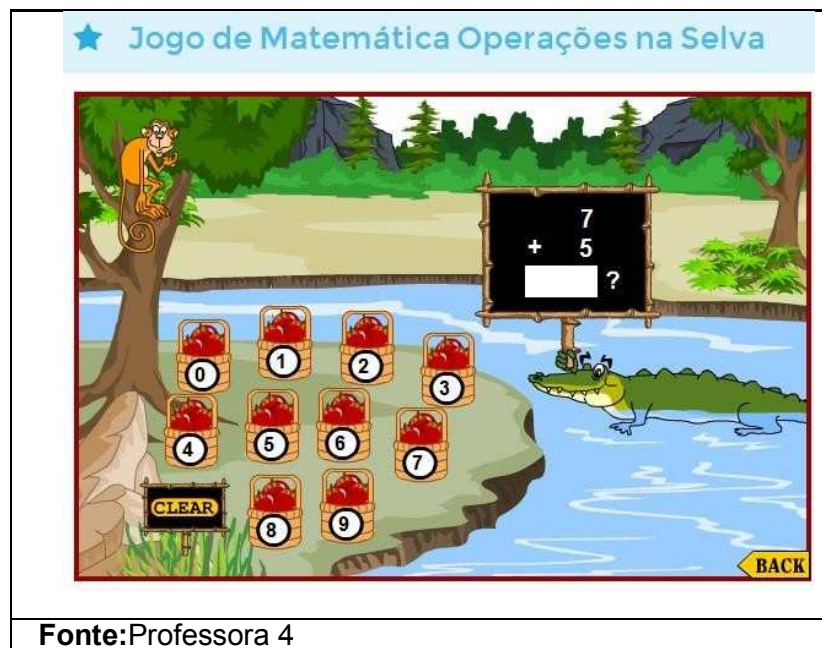 Jogo de Matemática Operações na Selva
7
+ 5
?
0 1 2 3
4 5 6 7
CLEAR 8 9
BACK
Fonte:Professora 4